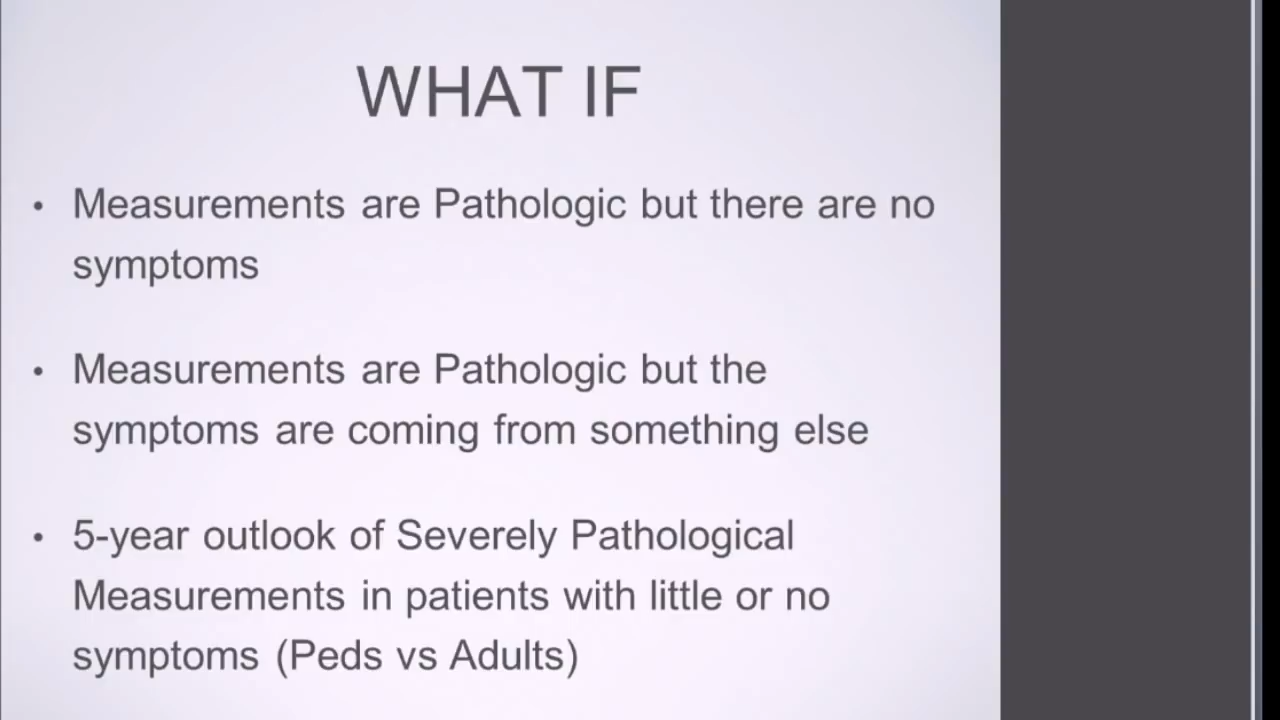 WHAT IF
• Measurements are Pathologic but there are no
symptoms
• Measurements are Pathologic but the
symptoms are coming from something else
• 5-year outlook of Severely Pathological
Measurements in patients with little or no
symptoms (Peds vs Adults)